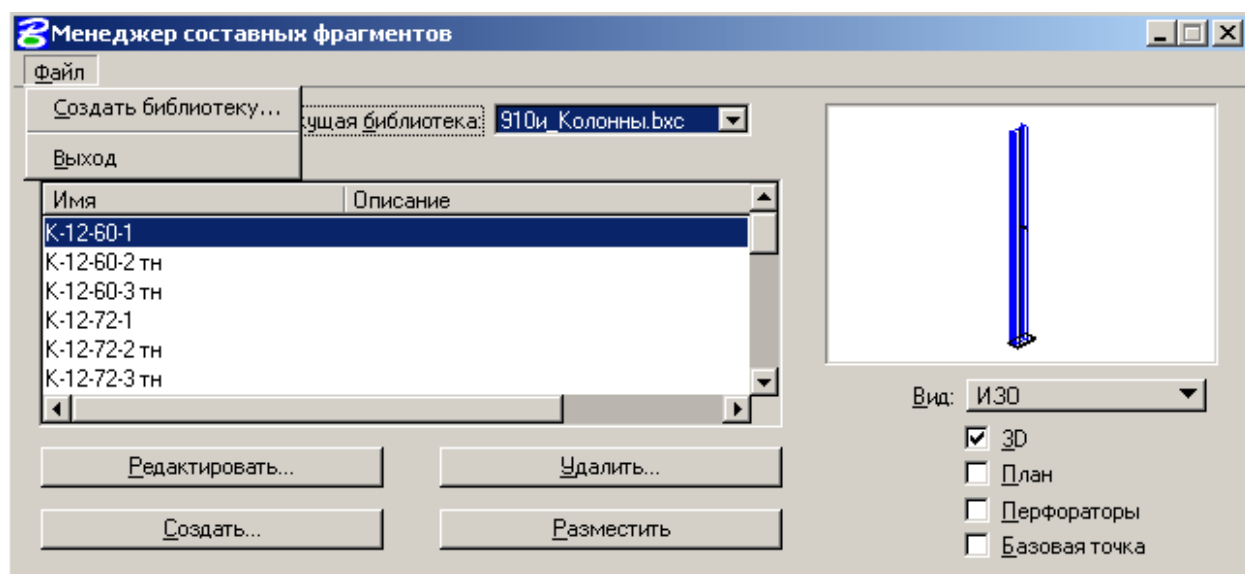 Менеджер составных фрагментов
Файл
Создать библиотеку...
кущая библиотека: 910и_Колонны.bxc
Выход
Имя Описание
К-12-60-1
К-12-60-2 тн
К-12-60-3 тн
К-12-72-1
К-12-72-2 тн
К-12-72-3 тн
Вид: ИЗО
3D
План
Перфораторы
Базовая точка
Редактировать... Удалить...
Создать... Разместить